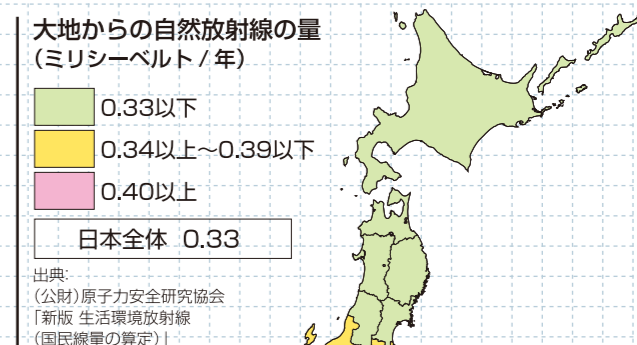 大地からの自然放射線の量
（ミリシーベルト / 年）
0.33以下
0.34以上～0.39以下
0.40以上
日本全体 0.33
出典:
（公財）原子力安全研究協会
「新版 生活環境放射線
（国民線量の算定）」